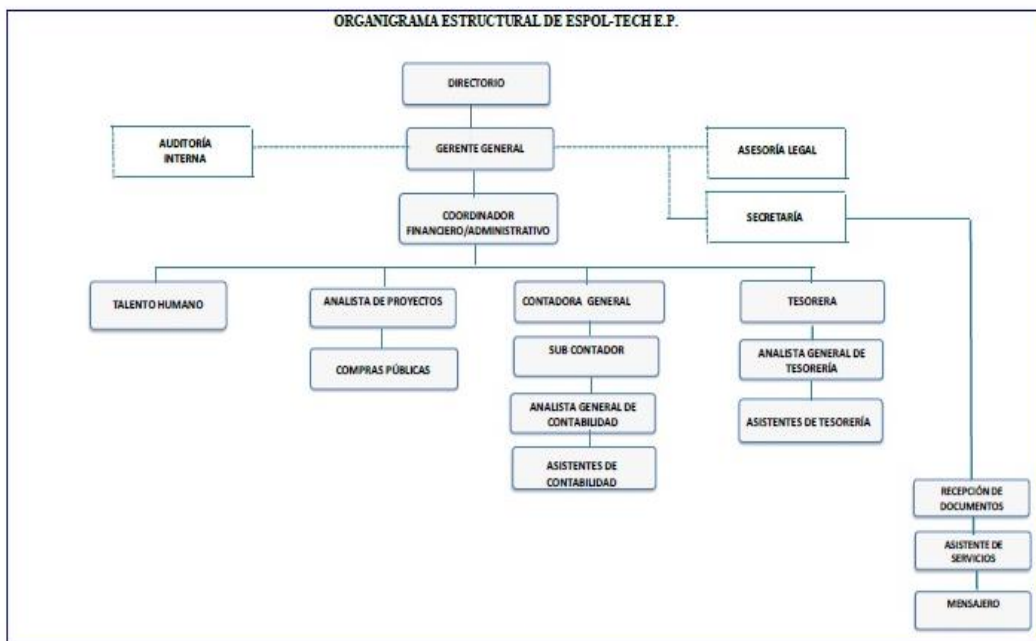 ORGANIGRAMA ESTRUCTURAL DE ESPOL-TECH E.P.
DIRECTORIO
AUDITORÍA
INTERNA
GERENTE GENERAL
ASESORÍA LEGAL
COORDINADOR
FINANCIERO/ADMINISTRATIVO
SECRETARÍA
TALENTO HUMANO
ANALISTA DE PROYECTOS
CONTADORA GENERAL
TESORERA
COMPRAS PÚBLICAS
SUB CONTADOR
ANALISTA GENERAL DE
TESORERÍA
ANALISTA GENERAL DE
CONTABILIDAD
ASISTENTES DE TESORERÍA
ASISTENTES DE
CONTABILIDAD
RECEPCIÓN DE
DOCUMENTOS
ASISTENTE DE
SERVICIOS
MENSAJERO